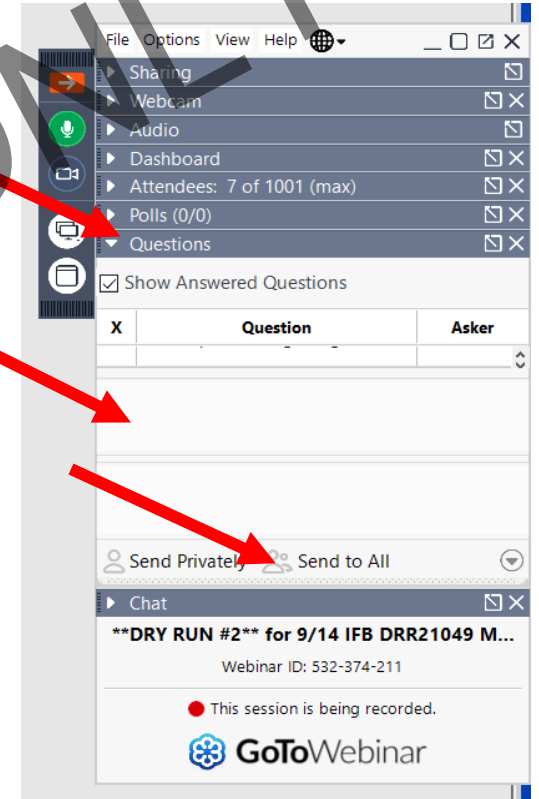 File Options View Help
Sharing
Webcam
Audio
Dashboard
Attendees: 7 of 1001 (max)
Polls (0/0)
Questions
Show Answered Questions
X Question Asker
Send Privately Send to All
Chat
**DRY RUN #2** for 9/14 IFB DRR21049 M...
Webinar ID: 532-374-211
This session is being recorded.
GoToWebinar